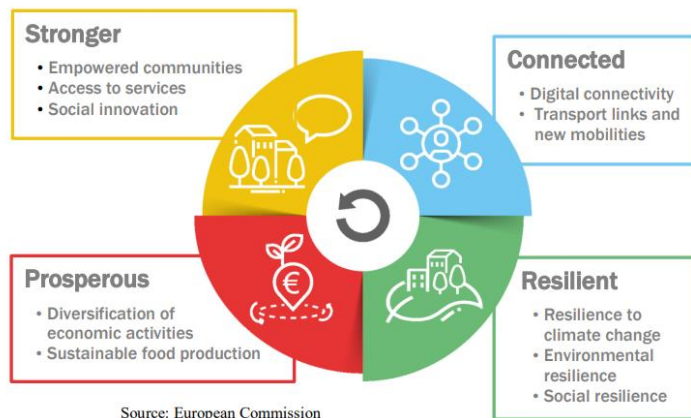 Stronger
• Empowered communities
• Access to services
• Social innovation
Connected
• Digital connectivity
• Transport links and
new mobilities
Prosperous
• Diversification of
economic activities
• Sustainable food production
€
Resilient
• Resilience to
climate change
• Environmental
resilience
• Social resilience
Source: European Commission